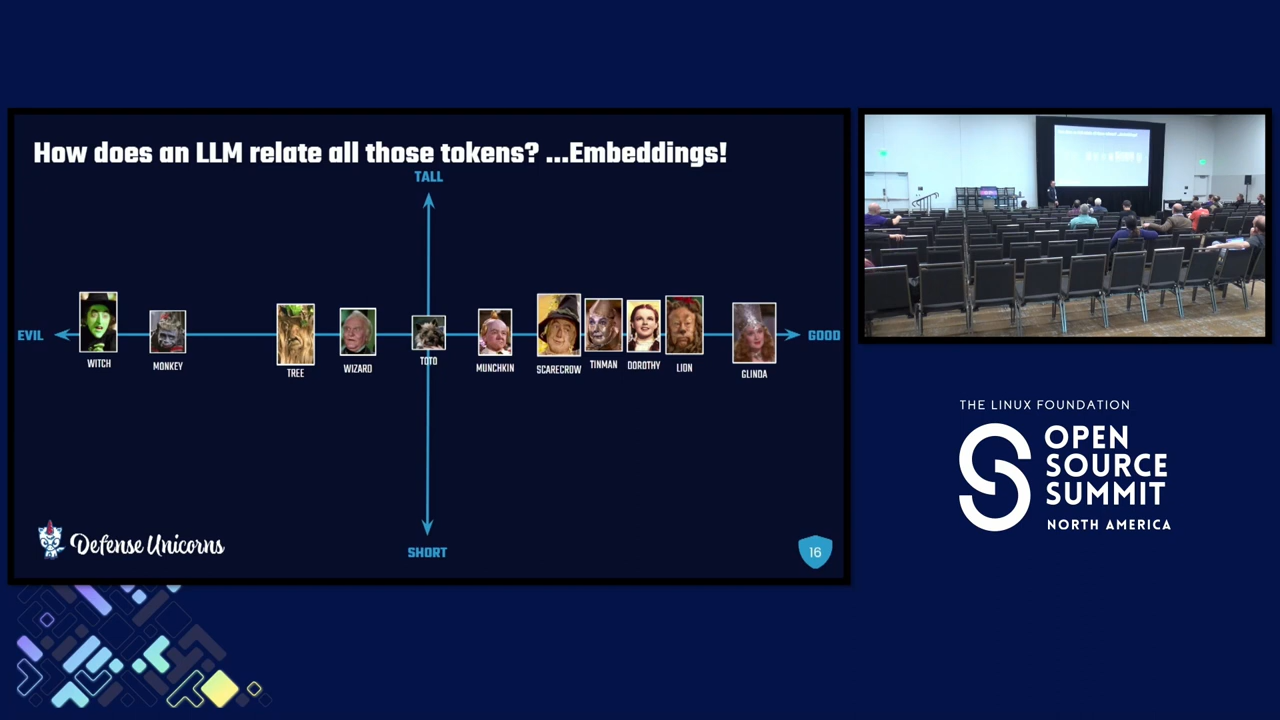 How does an LLM relate all those tokens? ...Embeddings!
TALL
EVIL
GOOD
WITCH
MONKEY
TREE
WIZARD
TOTO
MUNCHKIN
SCARECROW
TINMAN
DOROTHY
LION
GLINDA
SHORT
Defense Unicorns
16
THE LINUX FOUNDATION
OPEN
SOURCE
SUMMIT
NORTH AMERICA